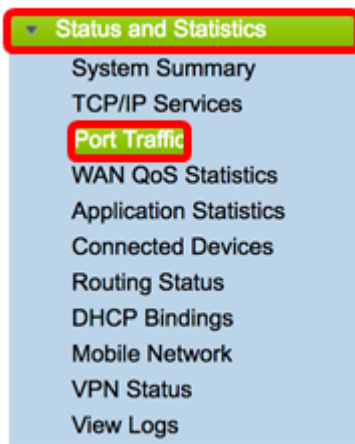 Status and Statistics
System Summary
TCP/IP Services
Port Traffic
WAN QoS Statistics
Application Statistics
Connected Devices
Routing Status
DHCP Bindings
Mobile Network
VPN Status
View Logs